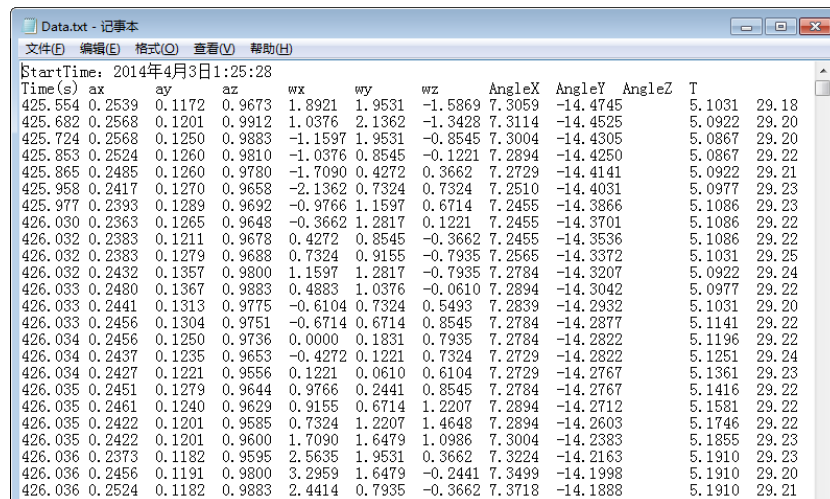 Data.txt - 记事本
文件(F) 编辑(E) 格式(O) 查看(V) 帮助(H)
StartTime: 2014年4月3日1:25:28
Time(s) ax ay az wx wy wz AngleX AngleY AngleZ T
425.554 0.2539 0.1172 0.9673 1.8921 1.9531 -1.5869 7.3059 -14.4745 5.1031 29.18
425.682 0.2568 0.1201 0.9912 1.0376 2.1362 -1.3428 7.3114 -14.4525 5.0922 29.20
425.724 0.2568 0.1250 0.9883 -1.1597 1.9531 -0.8545 7.3004 -14.4305 5.0867 29.20
425.853 0.2524 0.1260 0.9810 -1.0376 0.8545 -0.1221 7.2894 -14.4250 5.0867 29.22
425.865 0.2485 0.1260 0.9780 -1.7090 0.4272 0.3662 7.2729 -14.4141 5.0922 29.21
425.958 0.2417 0.1270 0.9658 -2.1362 0.7324 0.7324 7.2510 -14.4031 5.0977 29.23
425.977 0.2393 0.1289 0.9692 -0.9766 1.1597 0.6714 7.2455 -14.3866 5.1086 29.23
426.030 0.2363 0.1265 0.9648 -0.3662 1.2817 0.1221 7.2455 -14.3701 5.1086 29.22
426.032 0.2383 0.1211 0.9678 0.4272 0.8545 -0.3662 7.2455 -14.3536 5.1086 29.22
426.032 0.2383 0.1279 0.9688 0.7324 0.9155 -0.7935 7.2565 -14.3372 5.1031 29.25
426.032 0.2432 0.1357 0.9800 1.1597 1.2817 -0.7935 7.2784 -14.3207 5.0922 29.24
426.033 0.2480 0.1367 0.9883 0.4883 1.0376 -0.0610 7.2894 -14.3042 5.0977 29.22
426.033 0.2441 0.1313 0.9775 -0.6104 0.7324 0.5493 7.2839 -14.2932 5.1031 29.20
426.033 0.2456 0.1304 0.9751 -0.6714 0.6714 0.8545 7.2784 -14.2877 5.1141 29.22
426.034 0.2456 0.1250 0.9736 0.0000 0.1831 0.7935 7.2784 -14.2822 5.1196 29.22
426.034 0.2437 0.1235 0.9653 -0.4272 0.1221 0.7324 7.2729 -14.2822 5.1251 29.24
426.034 0.2427 0.1221 0.9556 0.1221 0.0610 0.6104 7.2729 -14.2767 5.1361 29.23
426.035 0.2451 0.1279 0.9644 0.9766 0.2441 0.8545 7.2784 -14.2767 5.1416 29.22
426.035 0.2461 0.1240 0.9629 0.9155 0.6714 1.2207 7.2894 -14.2712 5.1581 29.22
426.035 0.2422 0.1201 0.9585 0.7324 1.2207 1.4648 7.2894 -14.2603 5.1746 29.22
426.035 0.2422 0.1201 0.9600 1.7090 1.6479 1.0986 7.3004 -14.2383 5.1855 29.23
426.036 0.2373 0.1182 0.9595 2.5635 1.9531 0.3662 7.3224 -14.2163 5.1910 29.23
426.036 0.2456 0.1191 0.9800 3.2959 1.6479 -0.2441 7.3499 -14.1998 5.1910 29.20
426.036 0.2524 0.1182 0.9883 2.4414 0.7935 -0.3662 7.3718 -14.1888 5.1910 29.21